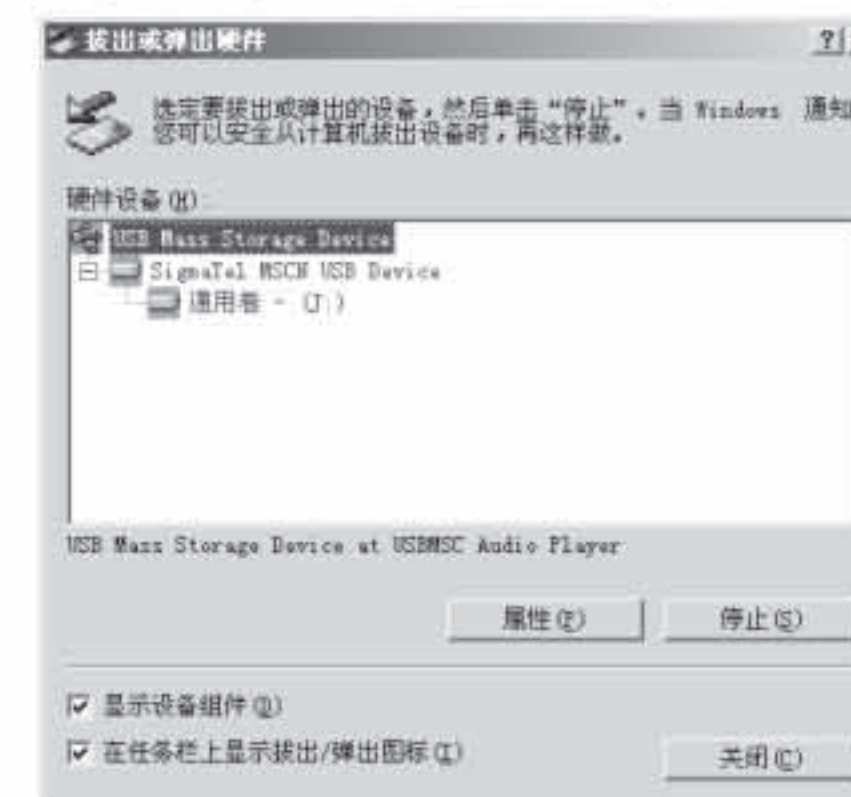 拔出或弹出硬件
选定要拔出或弹出的设备，然后单击“停止”。当 Windows 通知
您可以安全从计算机拔出设备时，再这样做。
硬件设备(H)
USB Mass Storage Device
SigmaTel MSCN USB Device
通用卷 - (J:)
USB Mass Storage Device at USBMSC Audio Player
属性(P) 停止(S)
显示设备组件(D)
在任务栏上显示拔出/弹出图标(I)
关闭(C)